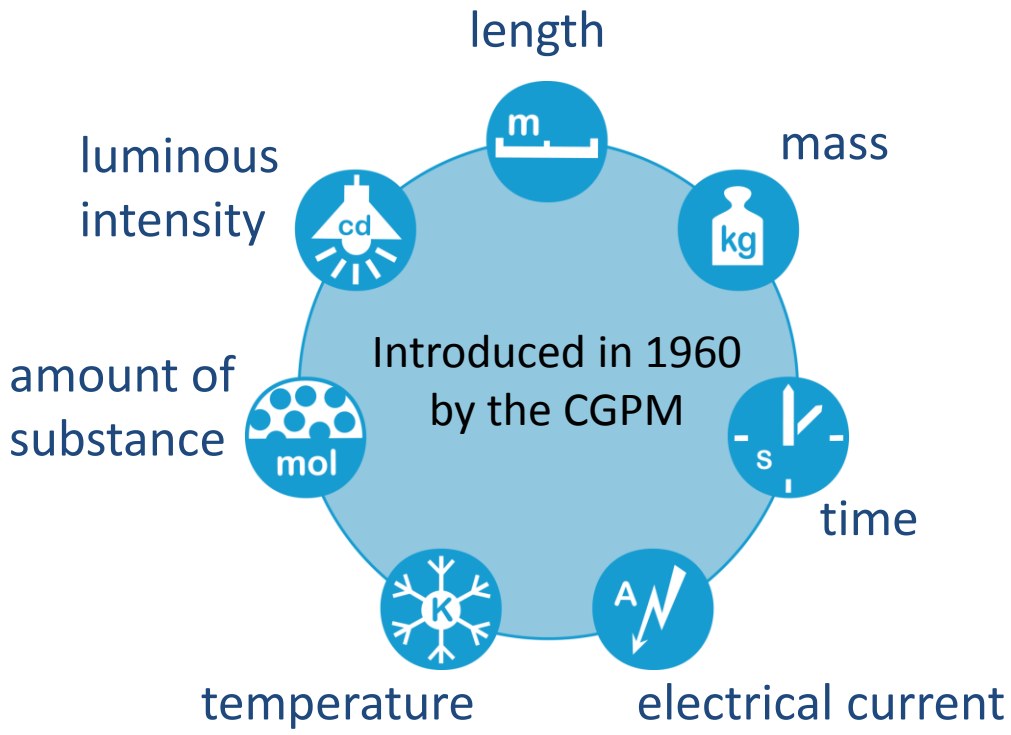 length
m
mass
kg
luminous
intensity
cd
Introduced in 1960
by the CGPM
amount of
substance
mol
s
time
K
A
temperature
electrical current